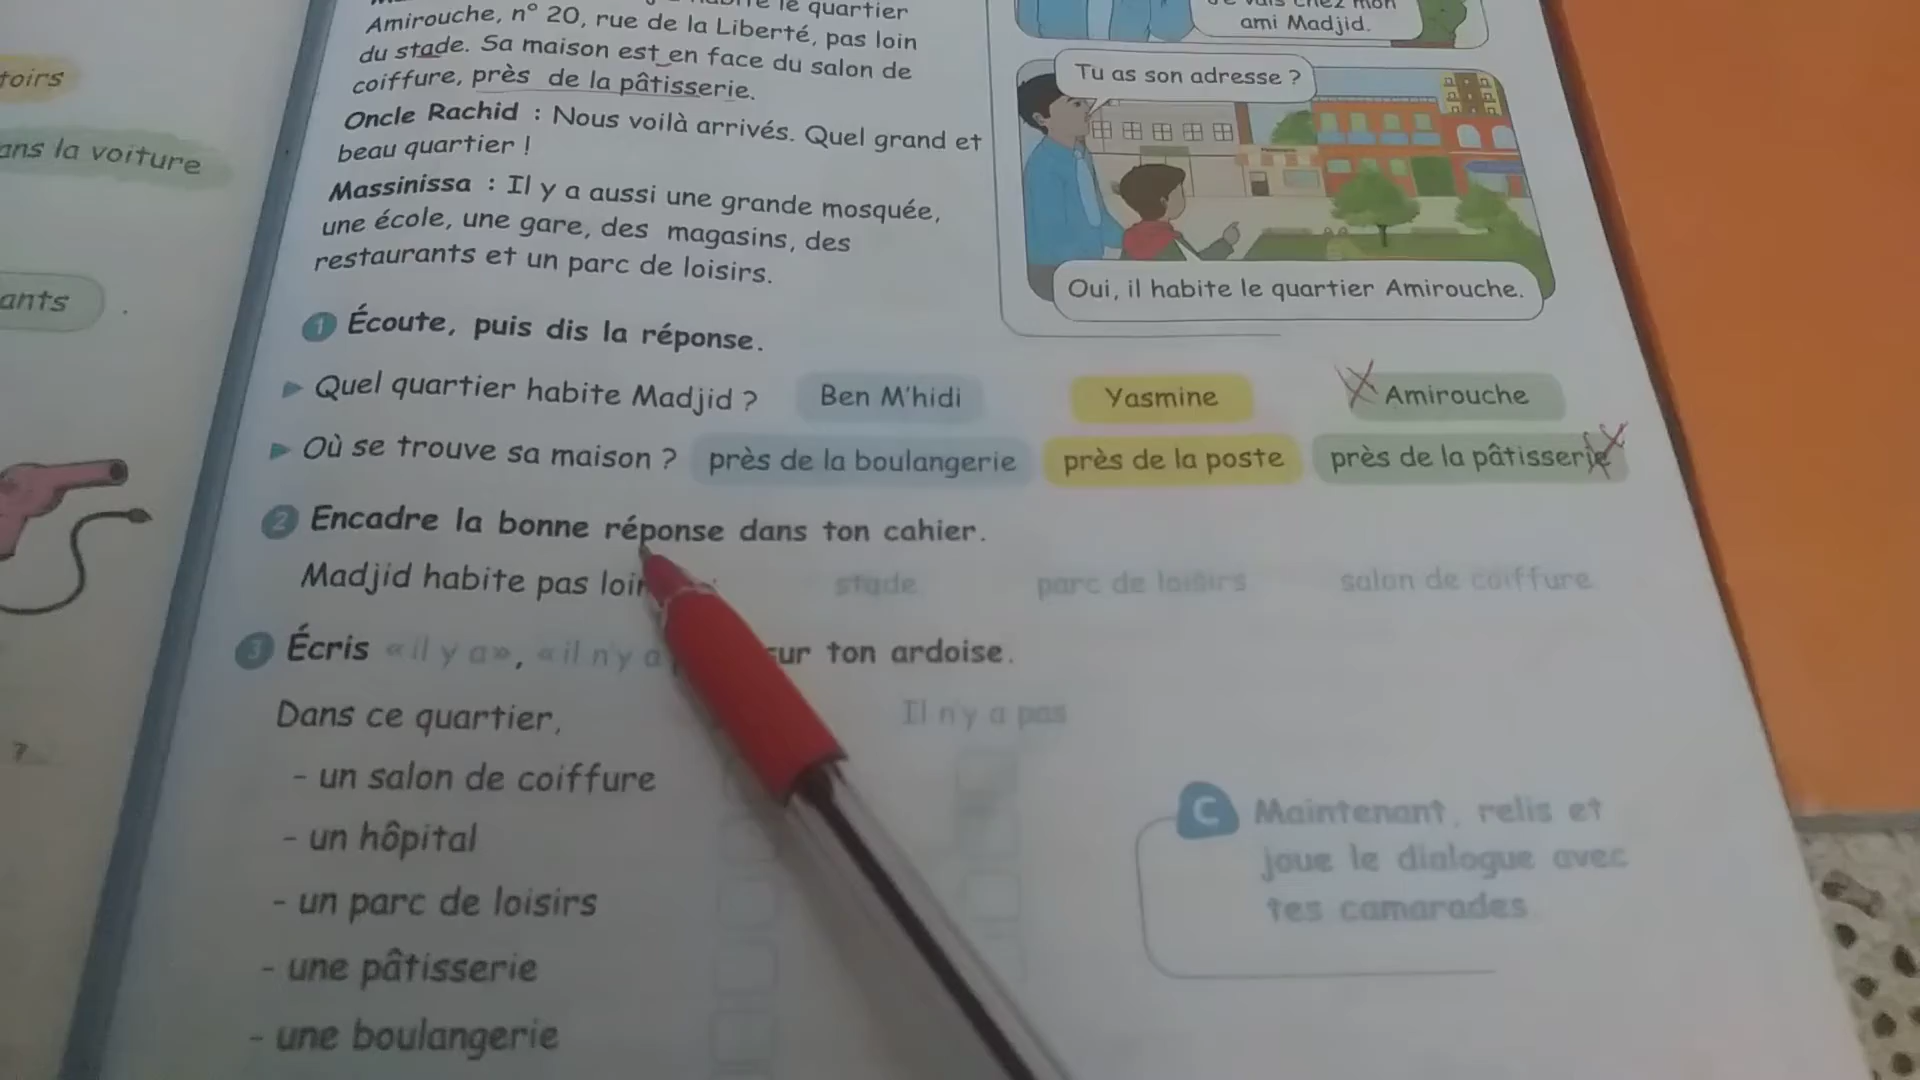 toirs
ans la voiture
ants
?
le quartier
Amirouche, n° 20, rue de la Liberté, pas loin
du stade. Sa maison est en face du salon de
coiffure, près de la pâtisserie.
Oncle Rachid : Nous voilà arrivés. Quel grand et
beau quartier !
Massinissa : Il y a aussi une grande mosquée,
une école, une gare, des magasins, des
restaurants et un parc de loisirs.
ami Madjid.
Tu as son adresse ?
Oui, il habite le quartier Amirouche.
1 Écoute, puis dis la réponse.
Quel quartier habite Madjid ? Ben M'hidi Yasmine Amirouche
Où se trouve sa maison ? près de la boulangerie près de la poste près de la pâtisserie
2 Encadre la bonne réponse dans ton cahier.
Madjid habite pas loin stade parc de loisirs salon de coiffure
3 Écris « il y a », « il n'y a sur ton ardoise.
Dans ce quartier, Il n'y a pas
- un salon de coiffure
- un hôpital
- un parc de loisirs
- une pâtisserie
- une boulangerie
C Maintenant, relis et
joue le dialogue avec
tes camarades